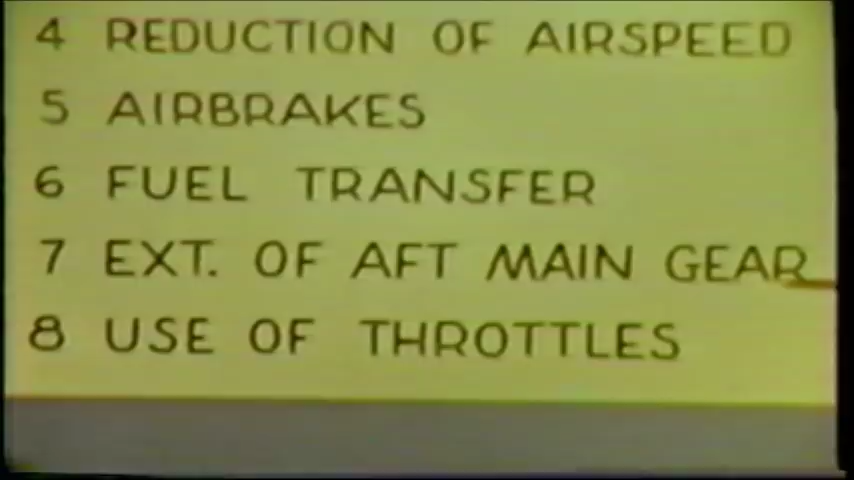 4 REDUCTION OF AIRSPEED
5 AIRBRAKES
6 FUEL TRANSFER
7 EXT. OF AFT MAIN GEAR
8 USE OF THROTTLES